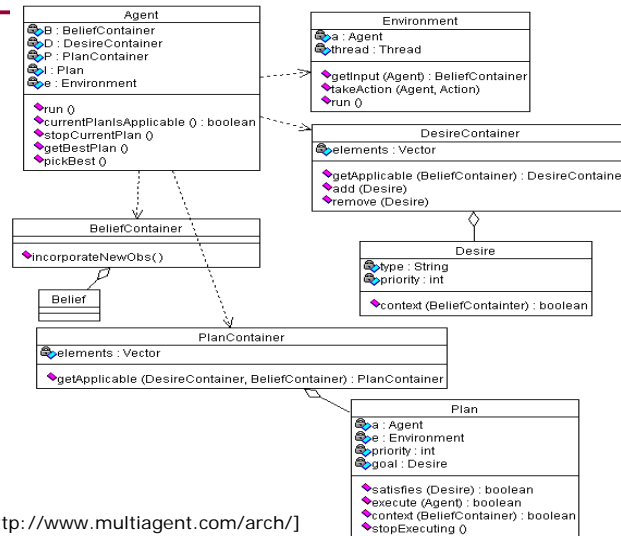 Agent
B : BeliefContainer
D : DesireContainer
P : PlanContainer
I : Plan
e : Environment
run ()
currentPlanIsApplicable () : boolean
stopCurrentPlan ()
getBestPlan ()
pickBest ()
Environment
a : Agent
thread : Thread
getInput (Agent) : BeliefContainer
takeAction (Agent, Action)
run ()
DesireContainer
elements : Vector
getApplicable (BeliefContainer) : DesireContaine
add (Desire)
remove (Desire)
BeliefContainer
incorporateNewObs()
Desire
type : String
priority : int
context (BeliefContainter) : boolean
Belief
PlanContainer
elements : Vector
getApplicable (DesireContainer, BeliefContainer) : PlanContainer
Plan
a : Agent
e : Environment
priority : int
goal : Desire
satisfies (Desire) : boolean
execute (Agent) : boolean
context (BeliefContainer) : boolean
stopExecuting ()
tp://www.multiagent.com/arch/]